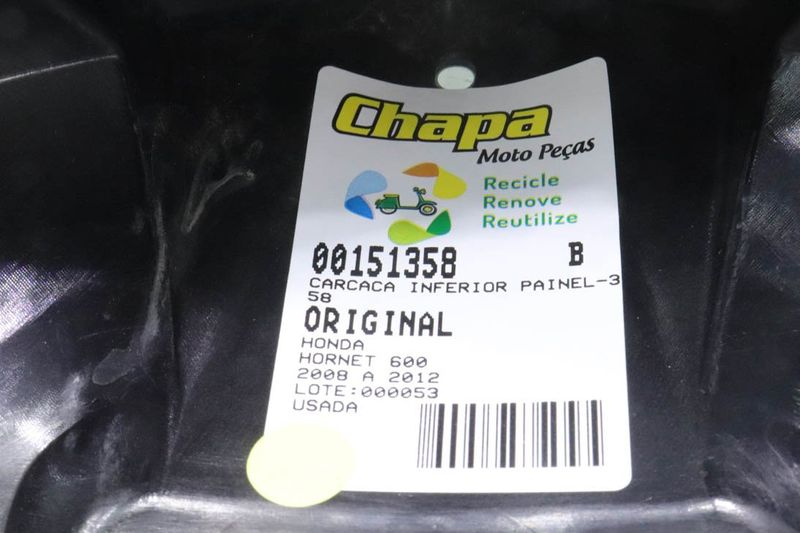 Chapa
Moto Peças
Recicle
Renove
Reutilize
00151358 B
CARCACA INFERIOR PAINEL-3
58
ORIGINAL
HONDA
HORNET 600
2008 A 2012
LOTE:000053
USADA